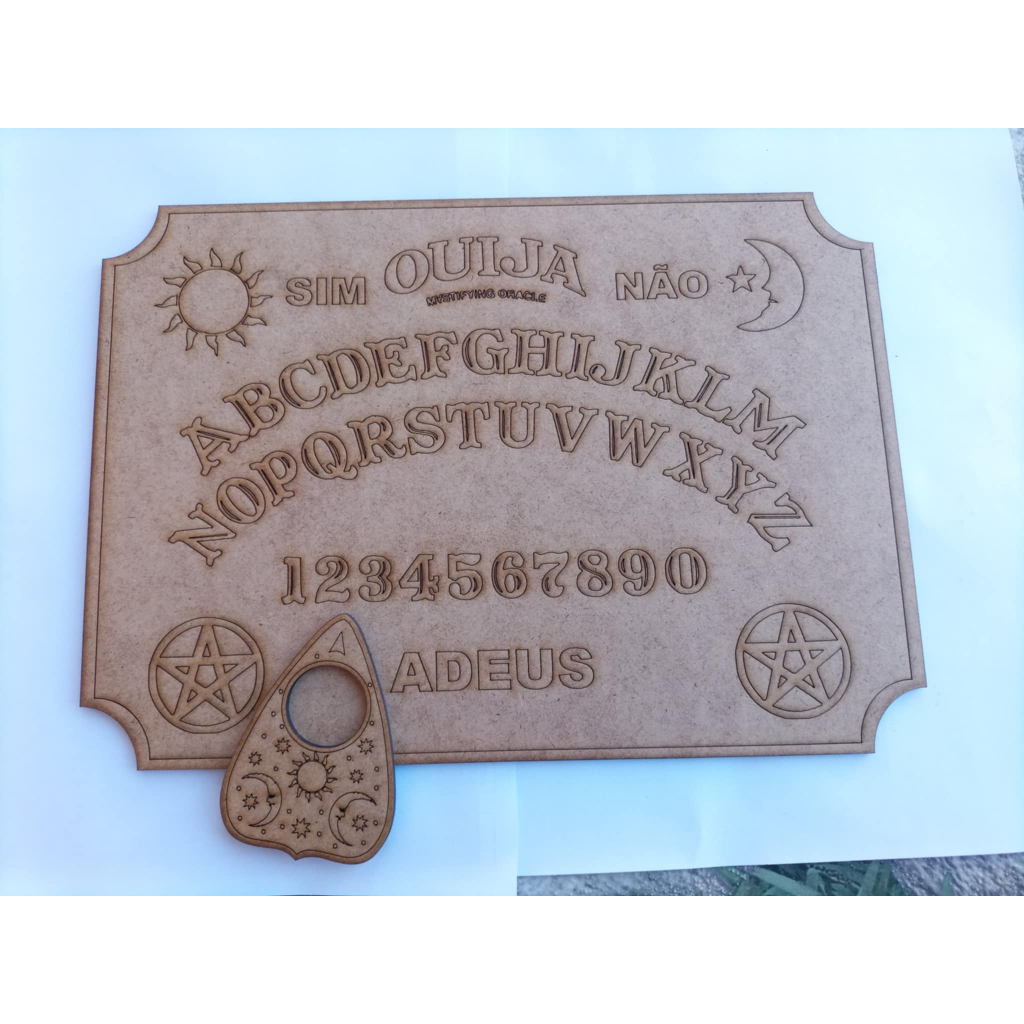 SIM OUIJA NÃO
MYSTIFYING ORACLE
ABCDEFGHIJKLM
NOPQRSTUVWXYZ
1234567890
ADEUS